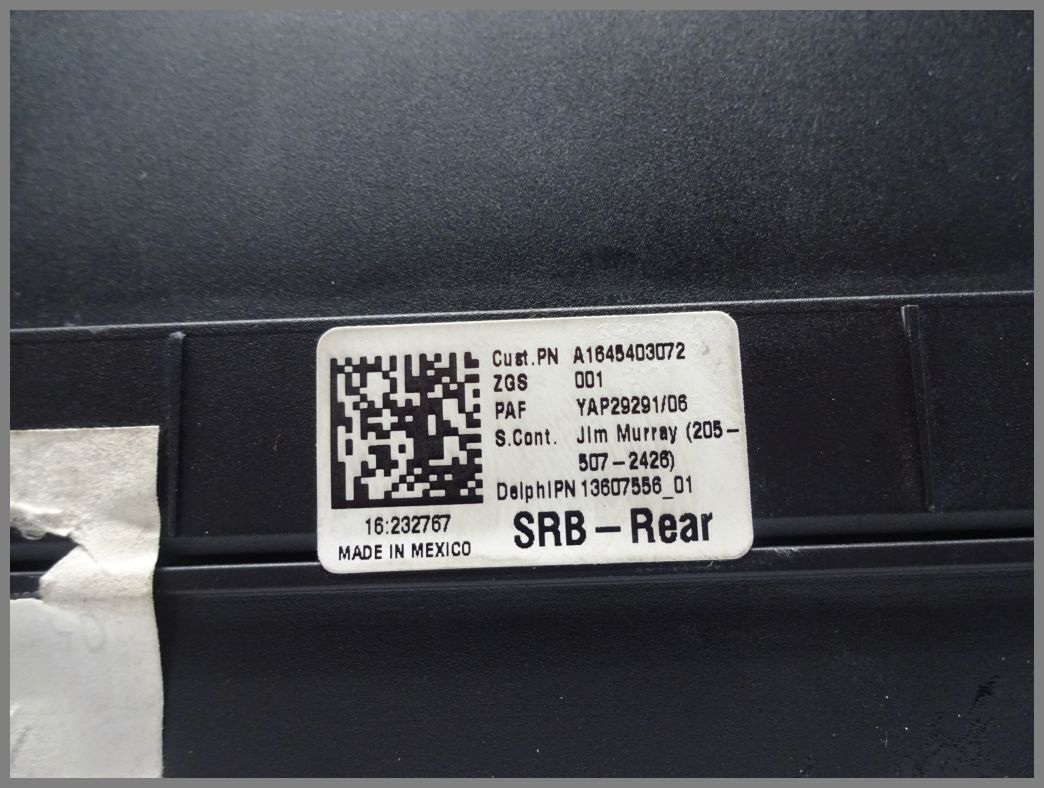 Cust.PN A1645403072
ZGS 001
PAF YAP29291/06
S.Cont. Jim Murray (205-
507-2426)
DelphiPN 13607556_01
16:232767
SRB-Rear
MADE IN MEXICO